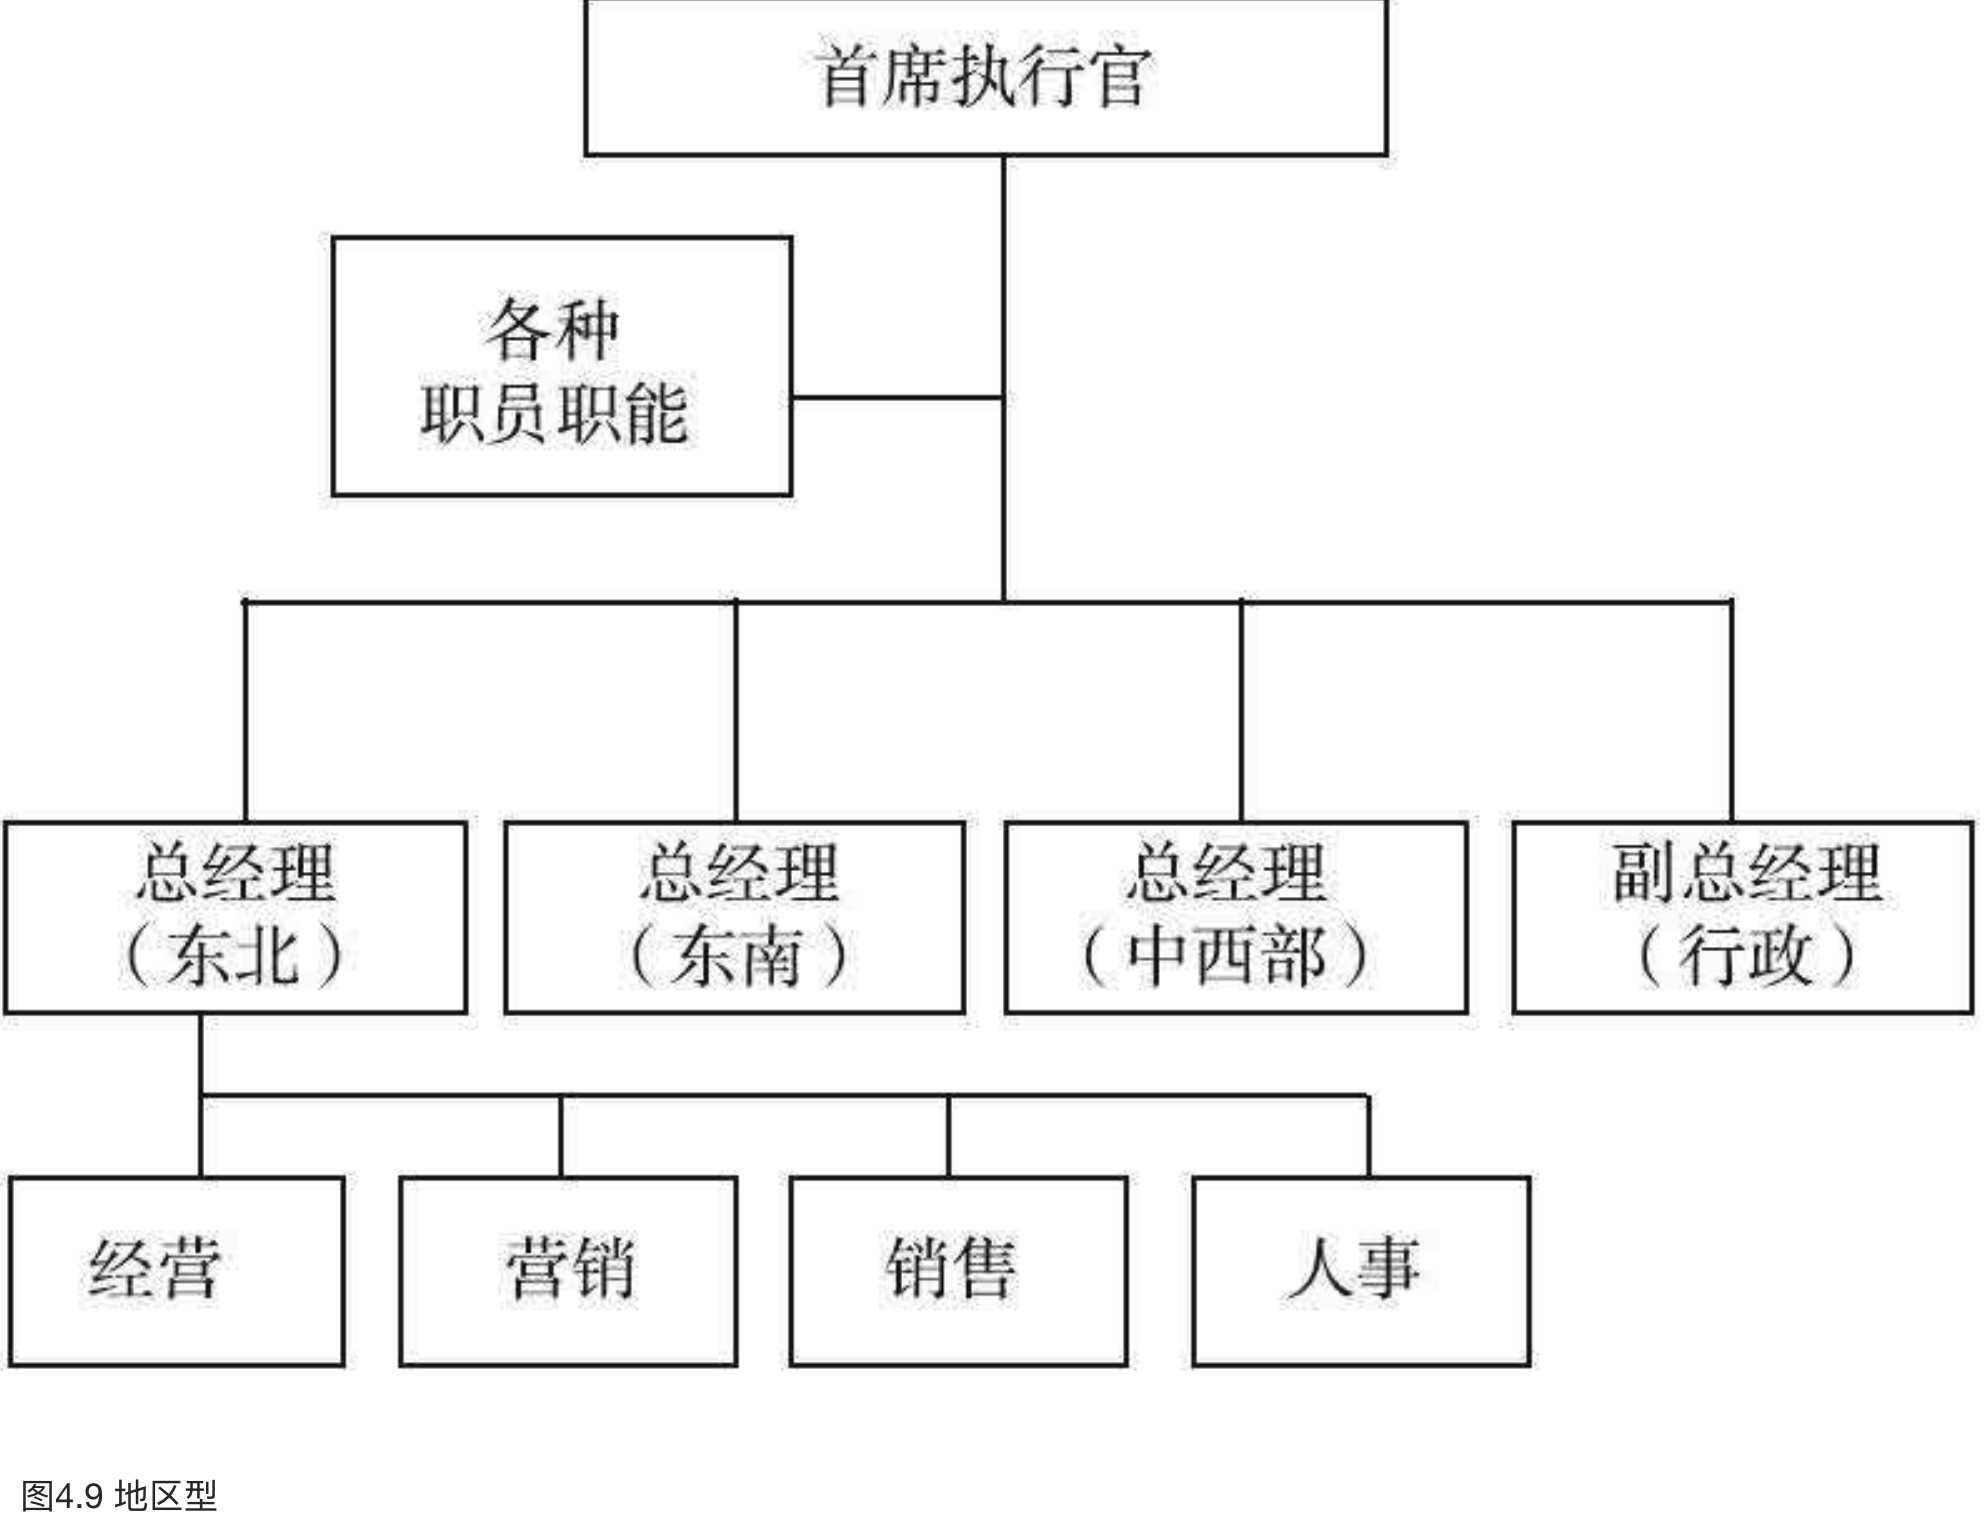 首席执行官
各种
职员职能
总经理
（东北）
总经理
（东南）
总经理
（中西部）
副总经理
（行政）
经营
营销
销售
人事
图4.9 地区型